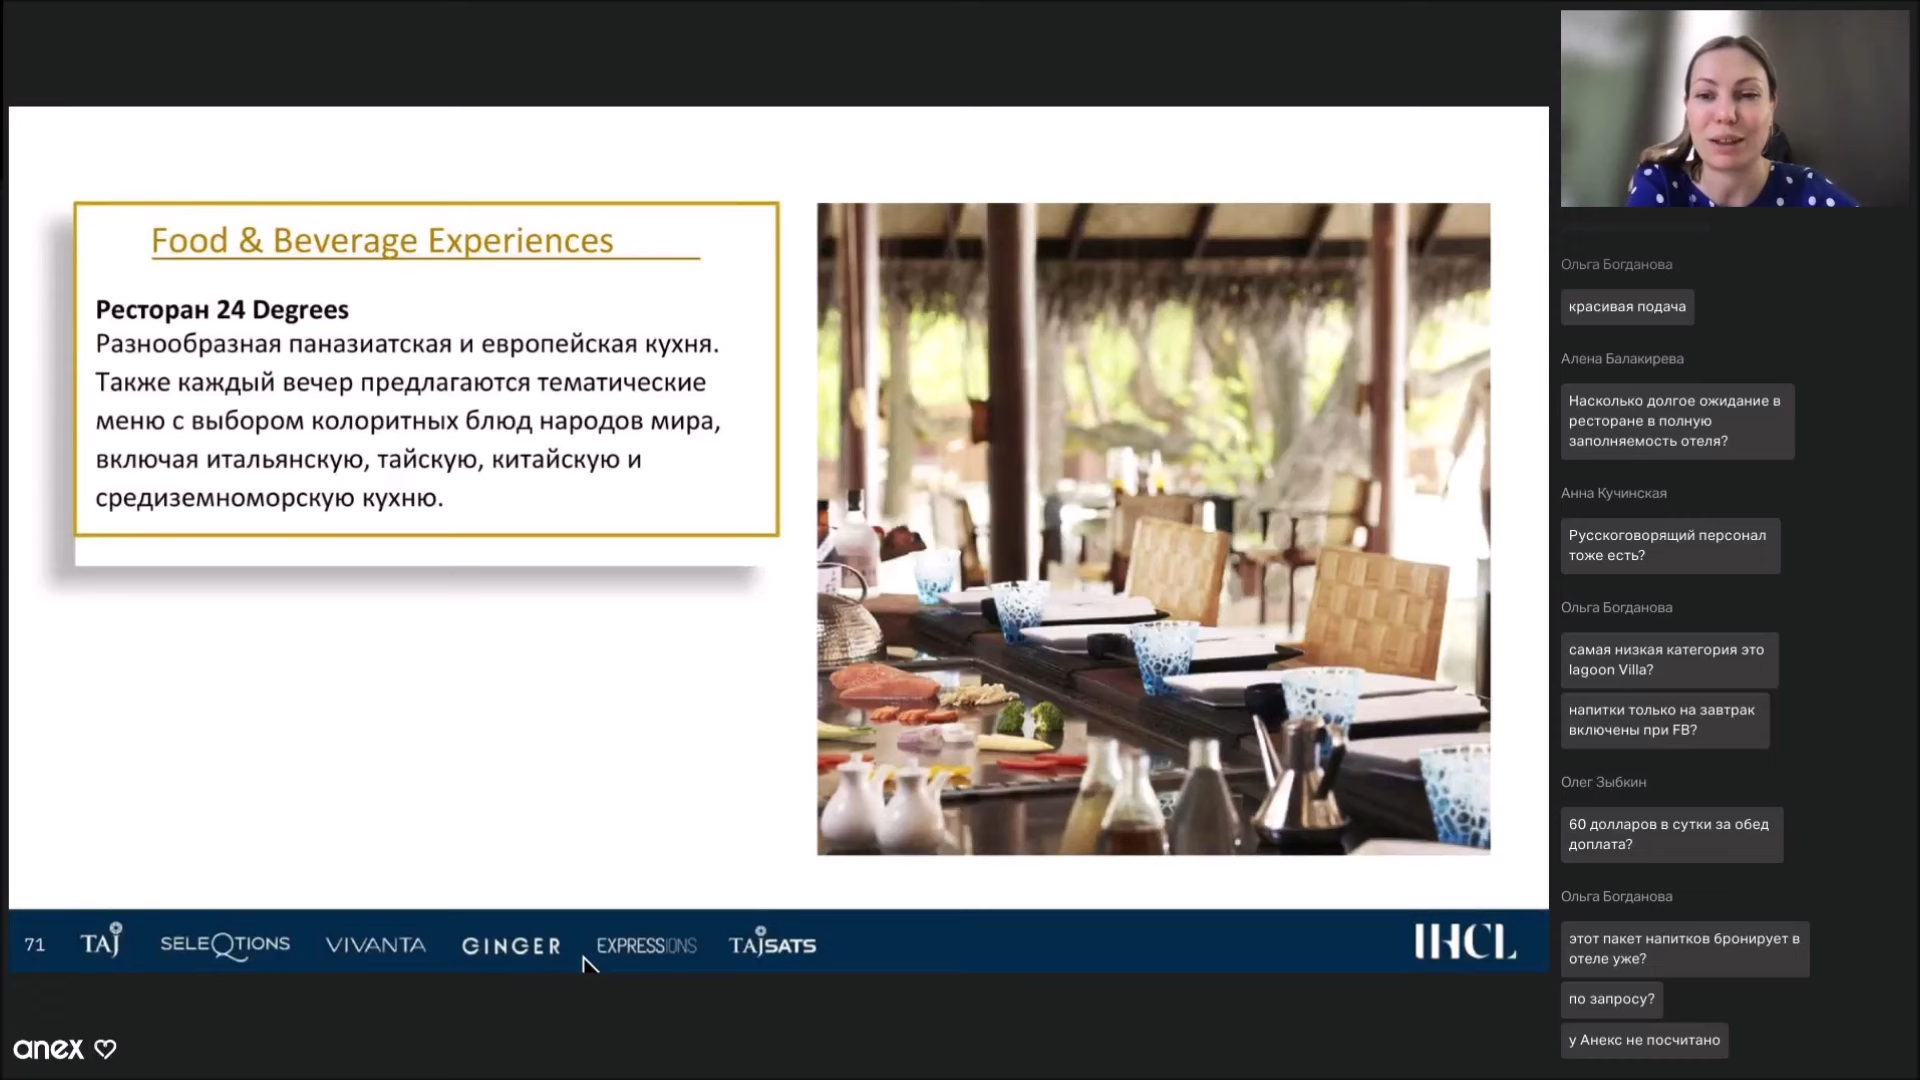 Food & Beverage Experiences
Ресторан 24 Degrees
Разнообразная паназиатская и европейская кухня.
Также каждый вечер предлагаются тематические
меню с выбором колоритных блюд народов мира,
включая итальянскую, тайскую, китайскую и
средиземноморскую кухню.
71
TAJ
SELEQTIONS
VIVANTA
GINGER
EXPRESSIONS
TAJSATS
IHCL
anex
Ольга Богданова
красивая подача
Алена Балакирева
Насколько долгое ожидание в
ресторане в полную
заполняемость отеля?
Анна Кучинская
Русскоговорящий персонал
тоже есть?
Ольга Богданова
самая низкая категория это
lagoon Villa?
напитки только на завтрак
включены при FB?
Олег Зыбкин
60 долларов в сутки за обед
доплата?
Ольга Богданова
этот пакет напитков бронирует в
отеле уже?
по запросу?
у Анекс не посчитано